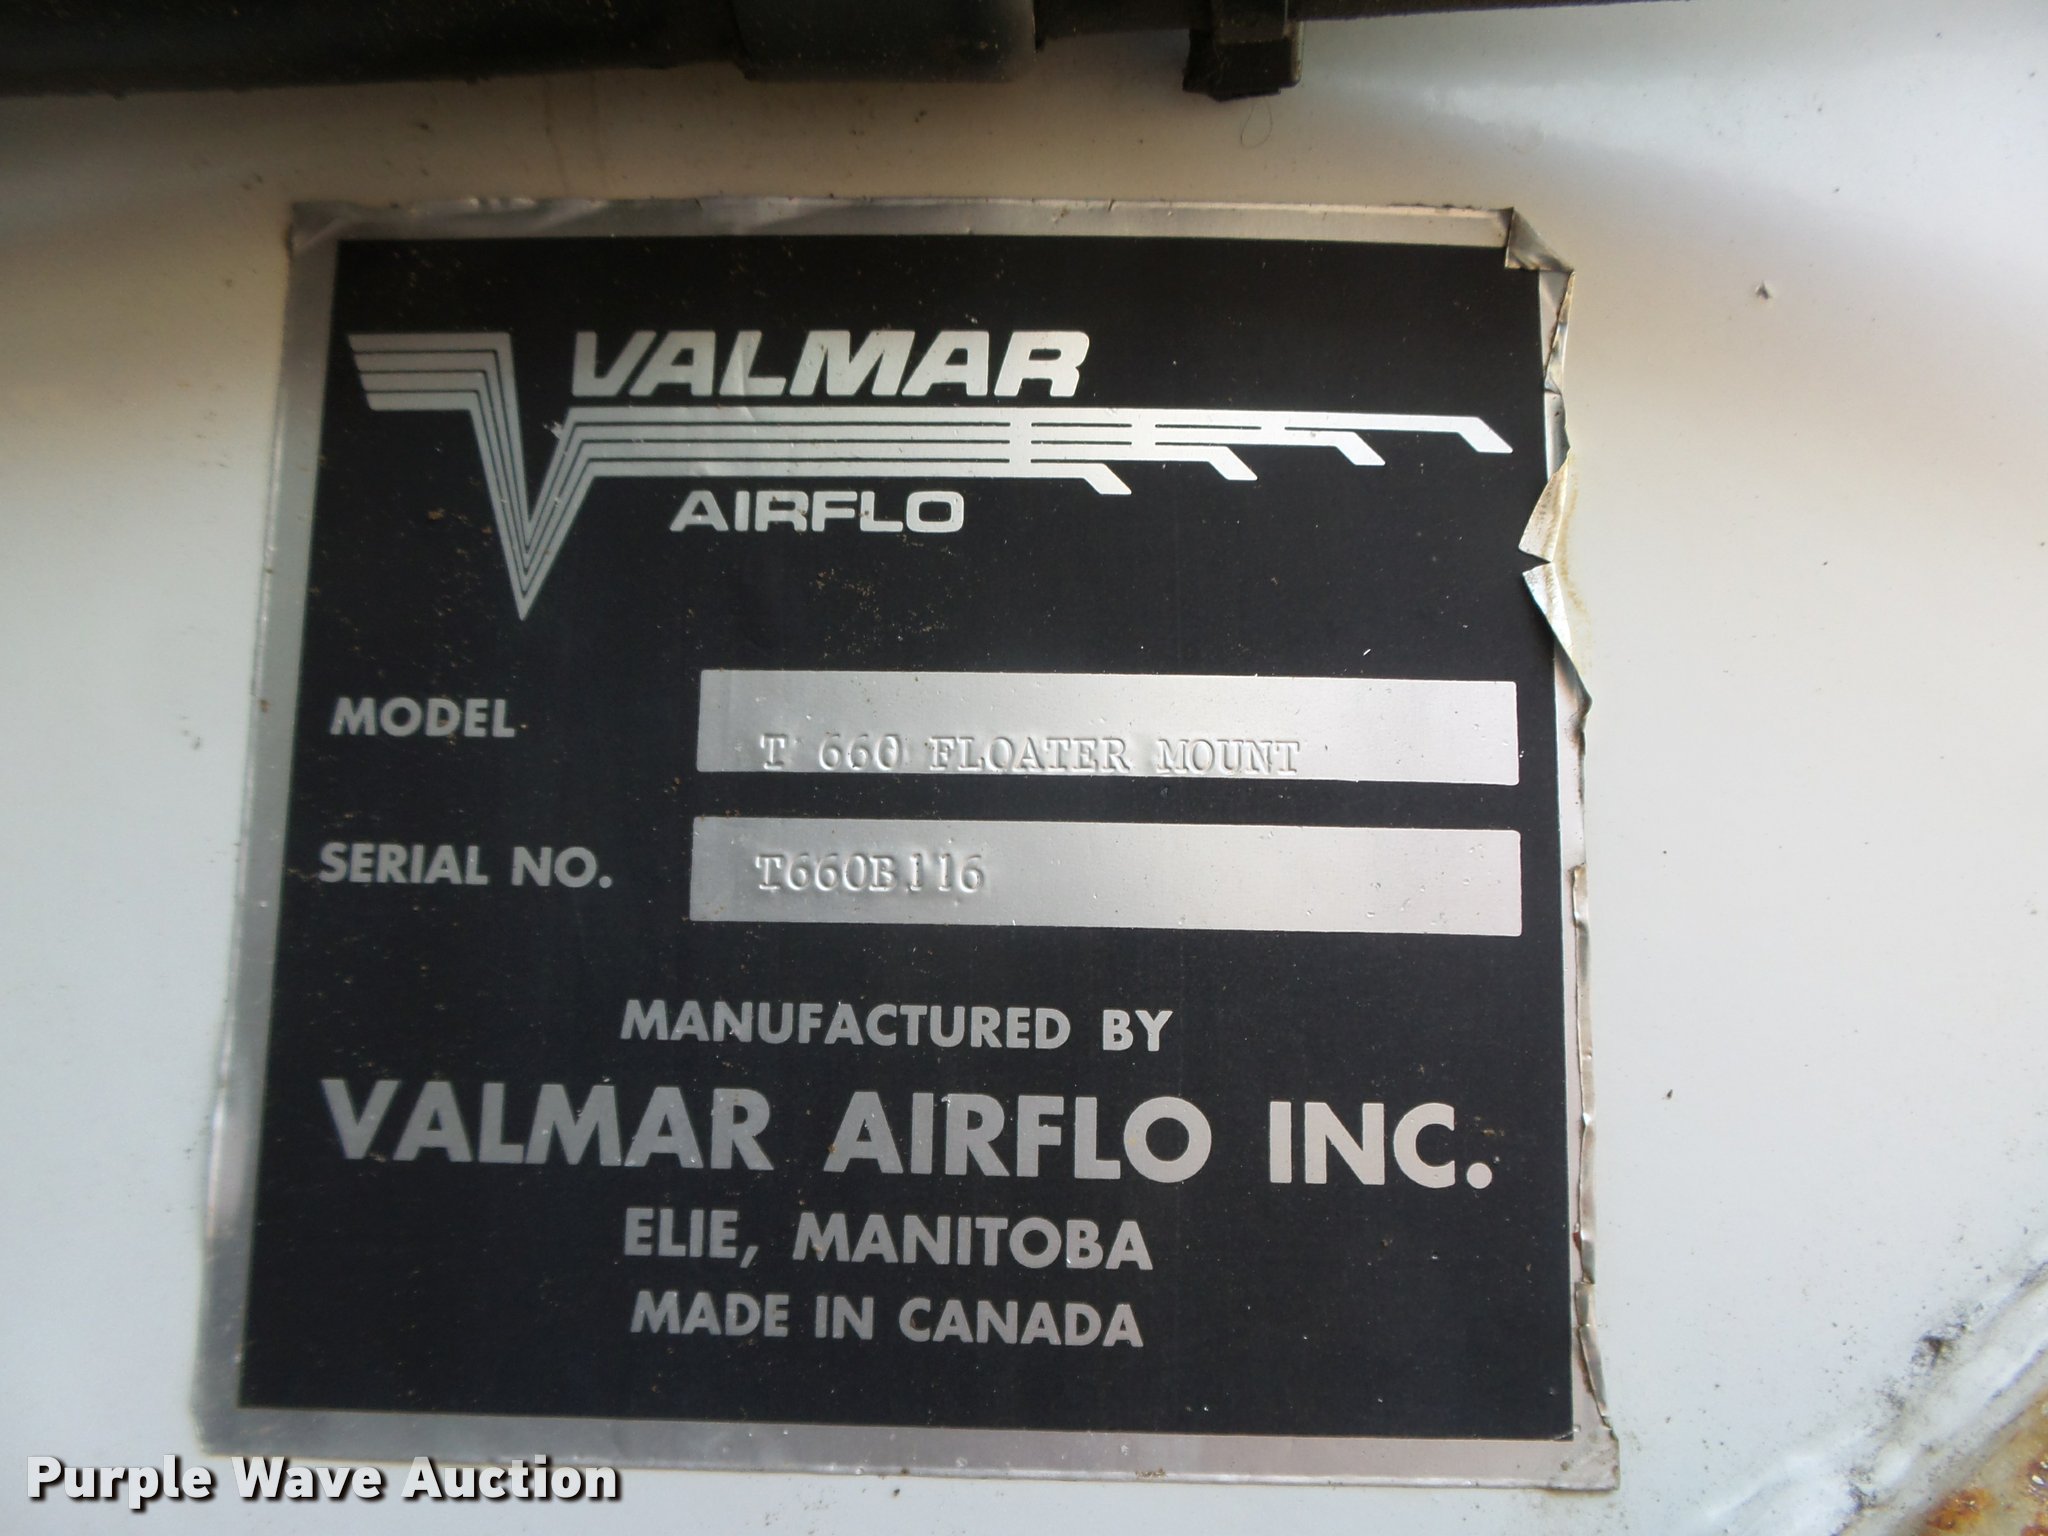 VALMAR
AIRFLO
MODEL T 660 FLOATER MOUNT
SERIAL NO. T660B116
MANUFACTURED BY
VALMAR AIRFLO INC.
ELIE, MANITOBA
MADE IN CANADA
Purple Wave Auction